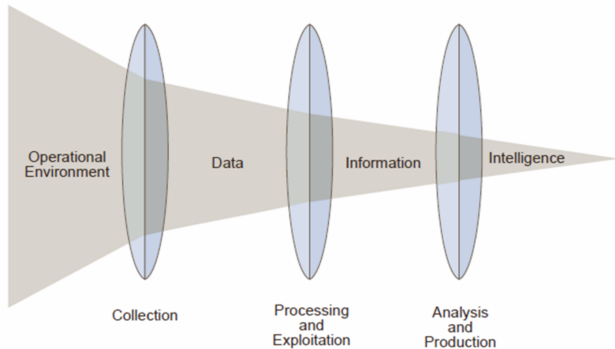 Operational
Environment
Data
Information
Intelligence
Collection
Processing
and
Exploitation
Analysis
and
Production